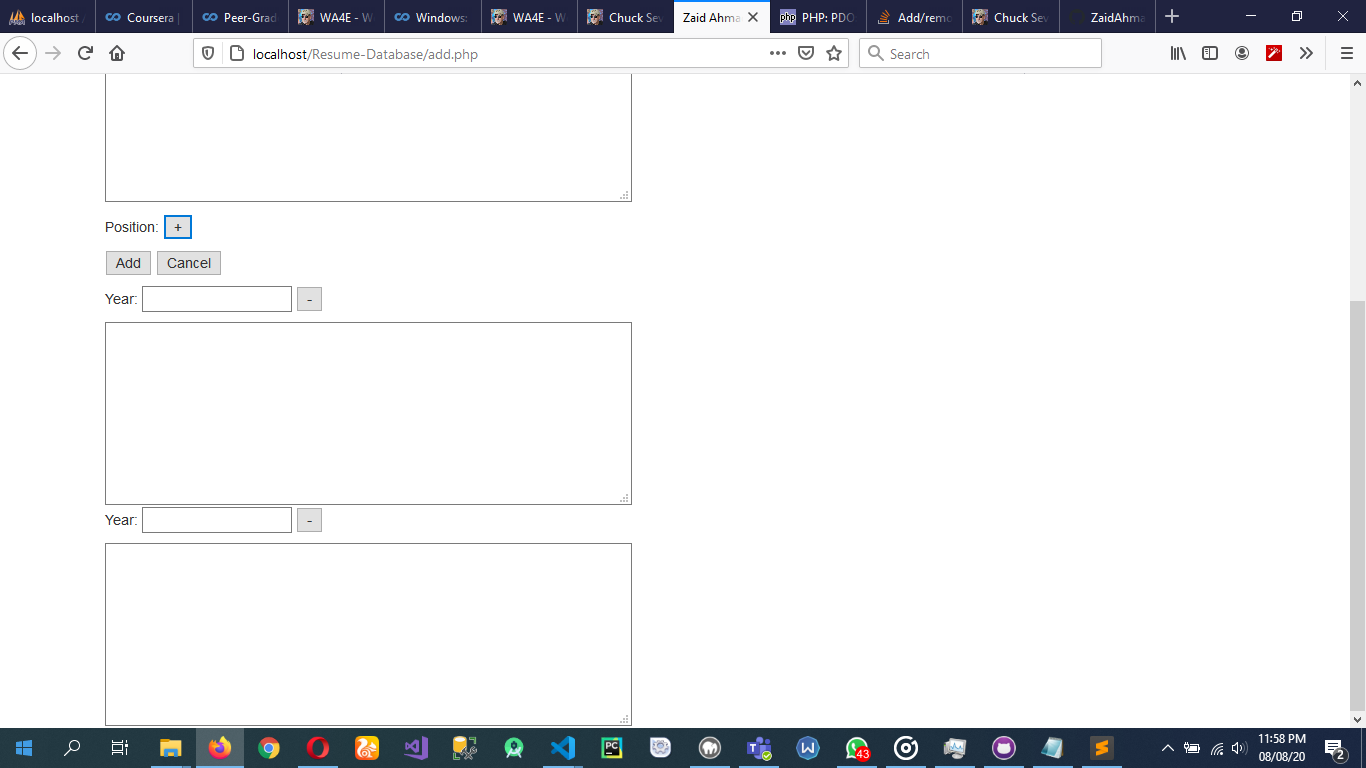 localhost
Coursera |
Peer-Grad
WA4E - W
Windows:
WA4E - W
Chuck Sev
Zaid Ahma
PHP: PDO
Add/remo
Chuck Sev
ZaidAhma
localhost/Resume-Database/add.php
Search
Position: +
Add Cancel
Year: -
Year: -
43
11:58 PM
08/08/20
2